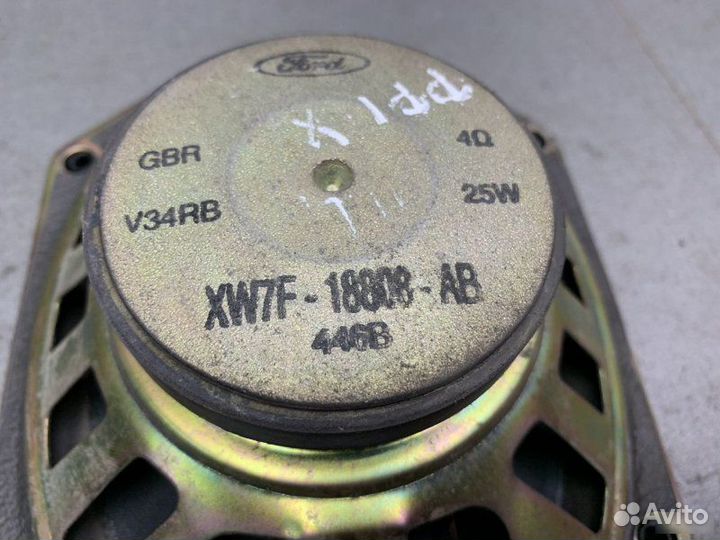 Ford
GBR
4Ω
V34RB
25W
XW7F-18808-AB
446B
Avito